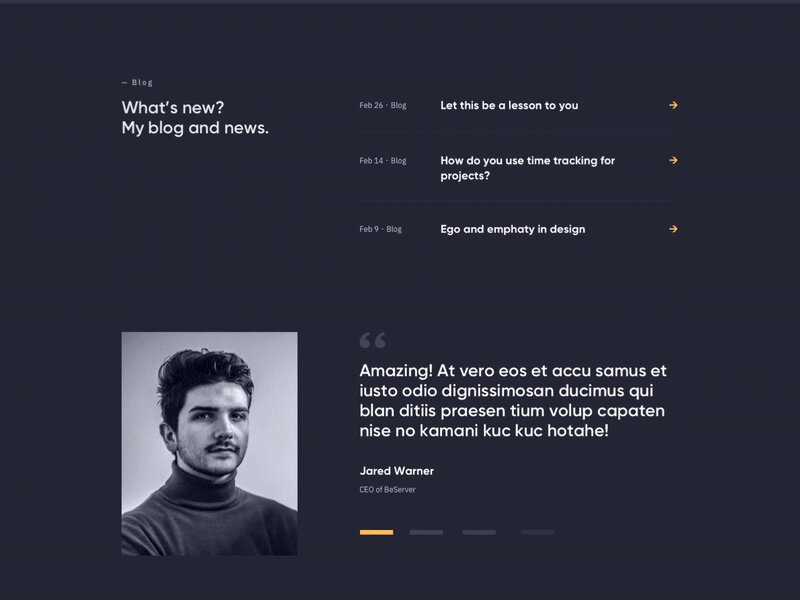 – Blog
What's new?
My blog and news.
Feb 26 · Blog
Let this be a lesson to you
→
Feb 14 · Blog
How do you use time tracking for
projects?
→
Feb 9 · Blog
Ego and emphaty in design
→
“
Amazing! At vero eos et accu samus et
iusto odio dignissimosan ducimus qui
blan ditiis praesen tium volup capaten
nise no kamani kuc kuc hotahe!
Jared Warner
CEO of BeServer